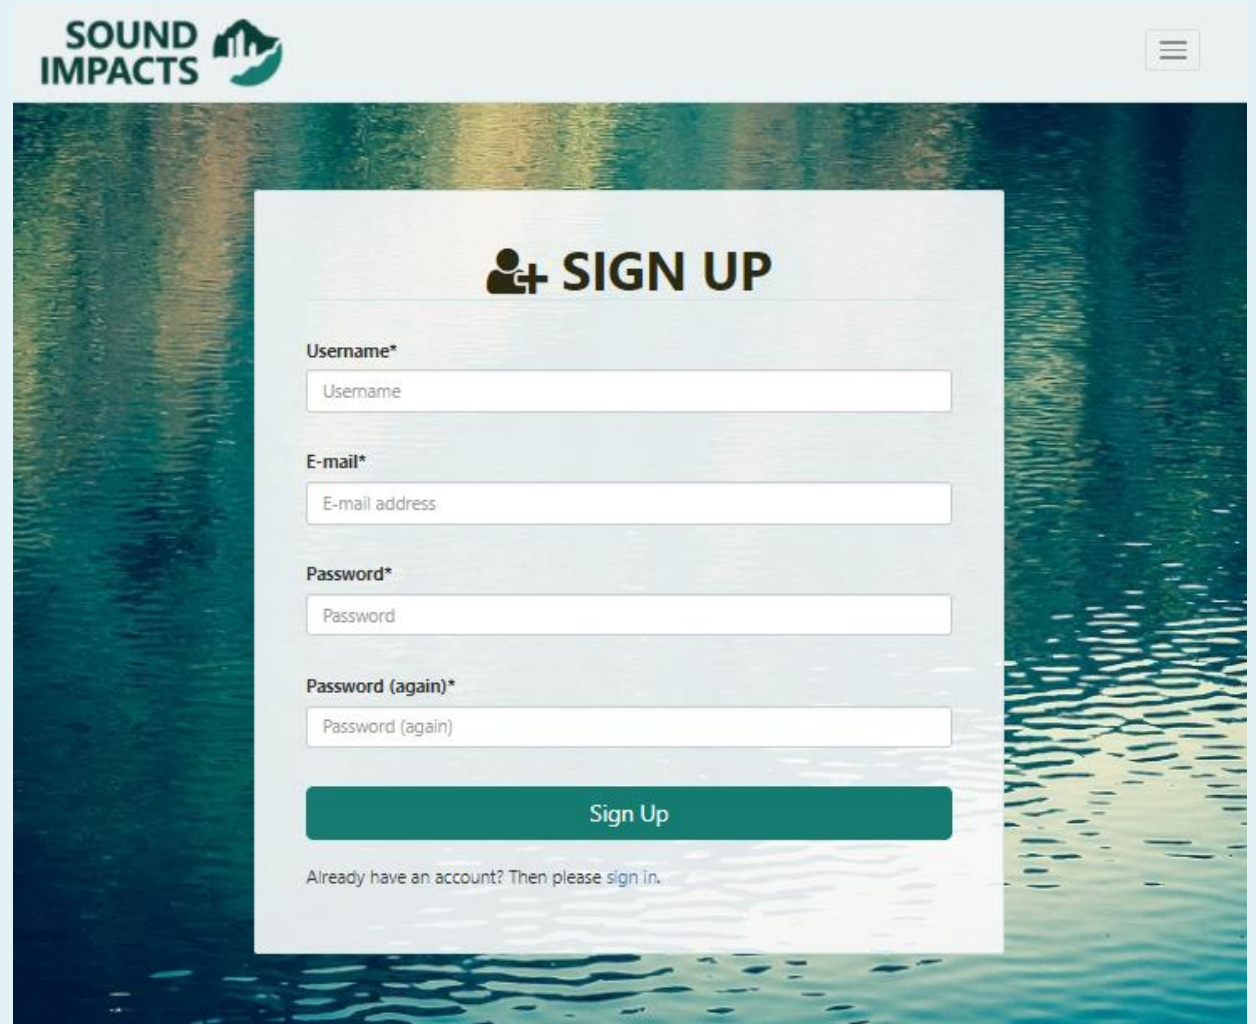 SOUND
IMPACTS
SIGN UP
Username*
Username
E-mail*
E-mail address
Password*
Password
Password (again)*
Password (again)
Sign Up
Already have an account? Then please sign in.